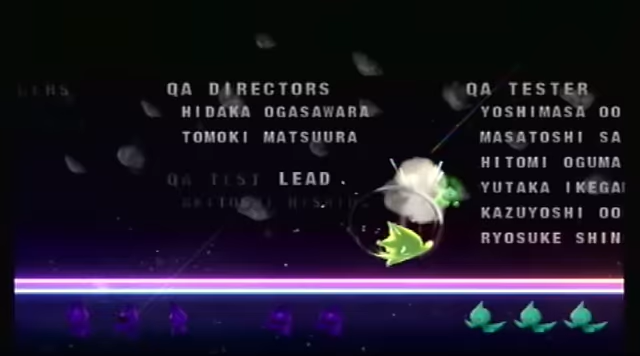 QA DIRECTORS
HIDAKA OGASAWARA
TOMOKI MATSUURA
QA TEST LEAD
QA TESTER
YOSHIMASA OO
MASATOSHI SA
HITOMI OGUMA
YUTAKA IKEGA
KAZUYOSHI OO
RYOSUKE SHIN